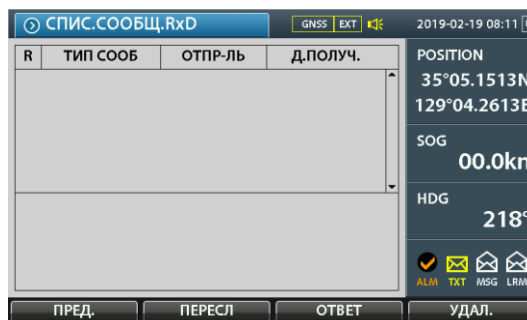 СПИС.СООБЩ.RxD
GNSS EXT
2019-02-19 08:11
R ТИП СООБ ОТПР-ЛЬ Д.ПОЛУЧ.
POSITION
35°05.1513N
129°04.2613E
SOG
00.0kn
HDG
218°
ALM TXT MSG LRM
ПРЕД. ПЕРЕСЛ ОТВЕТ УДАЛ.